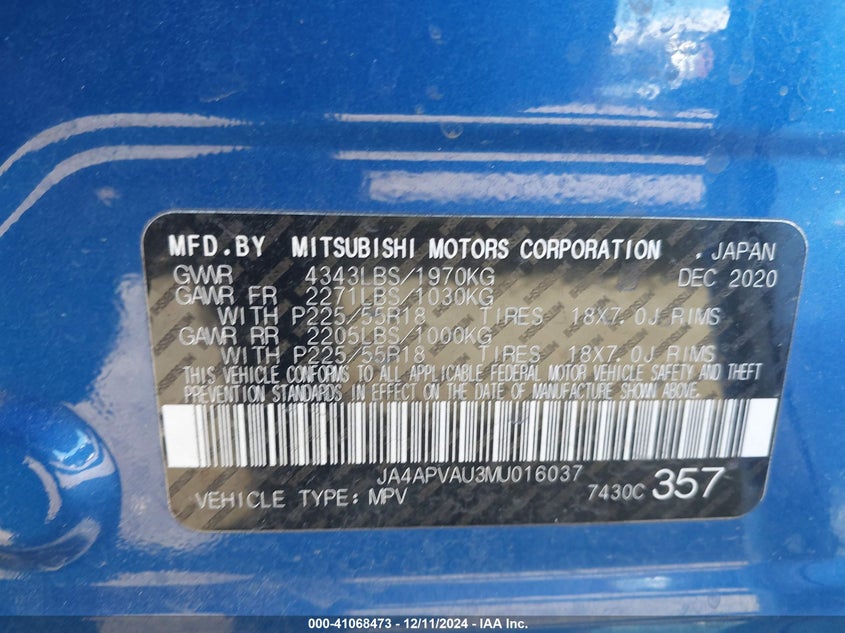 MFD.BY MITSUBISHI MOTORS CORPORATION . JAPAN
GVWR 4343LBS/1970KG DEC 2020
GAWR FR 2271LBS/1030KG
WITH P225/55R18 TIRES 18X7.0J RIMS
GAWR RR 2205LBS/1000KG
WITH P225/55R18 TIRES 18X7.0J RIMS
THIS VEHICLE CONFORMS TO ALL APPLICABLE FEDERAL MOTOR VEHICLE SAFETY AND THEFT
PREVENTION STANDARDS IN EFFECT ON THE DATE OF MANUFACTURE SHOWN ABOVE.
JA4APVAU3MU016037
VEHICLE TYPE: MPV 7430C 357
000-41068473 - 12/11/2024 - IAA Inc.